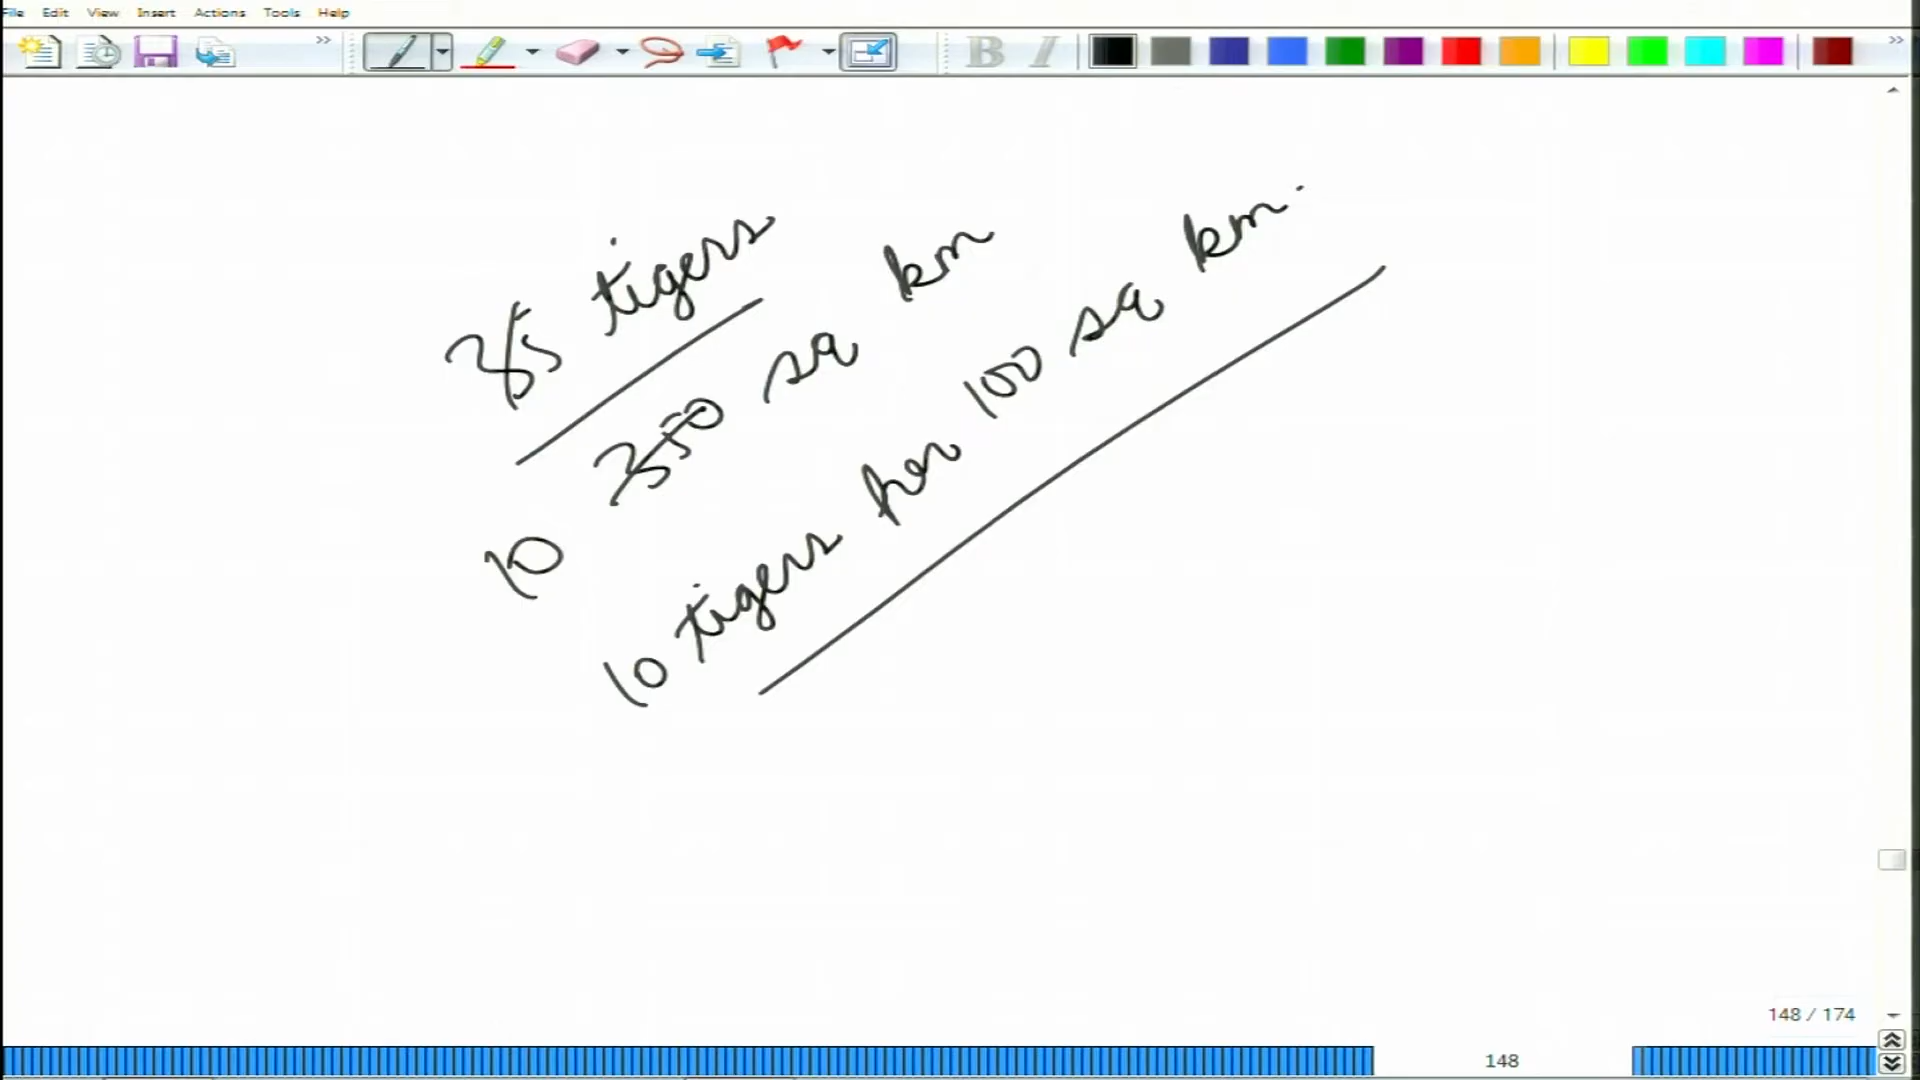 File Edit View Insert Actions Tools Help
B I
35 tigers
350 sq km
10
10 tigers per 100 sq km.
148 / 174
148